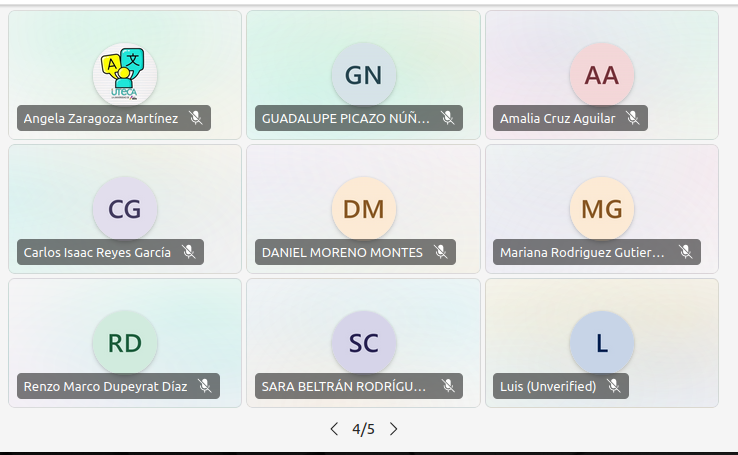 A 文
UTECA
Angela Zaragoza Martínez
GN
GUADALUPE PICAZO NÚÑ...
AA
Amalia Cruz Aguilar
CG
Carlos Isaac Reyes García
DM
DANIEL MORENO MONTES
MG
Mariana Rodriguez Gutier...
RD
Renzo Marco Dupeyrat Díaz
SC
SARA BELTRÁN RODRÍGU...
L
Luis (Unverified)
4/5